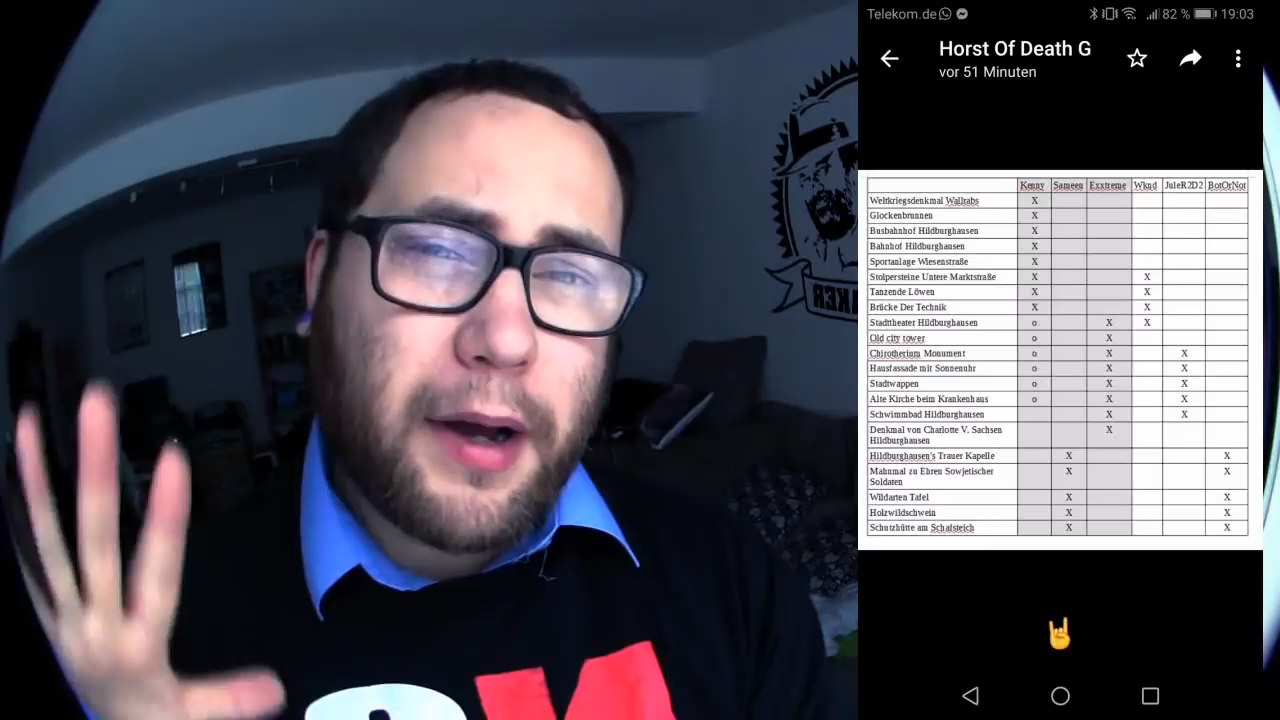 Telekom.de 82 % 19:03
Horst Of Death G
vor 51 Minuten
Kenny Sameen Exxtreme Wknd JuleR2D2 BotOrNot
Weltkriegsdenkmal Wallrabs X
Glockenbrunnen X
Busbahnhof Hildburghausen X
Bahnhof Hildburghausen X
Sportanlage Wiesenstraße X
Stolpersteine Untere Marktstraße X X
Tanzende Löwen X X
Brücke Der Technik X X
Stadttheater Hildburghausen o X X
Old city tower o X
Chirotherium Monument o X X
Hausfassade mit Sonnenuhr o X X
Stadtwappen o X X
Alte Kirche beim Krankenhaus o X X
Schwimmbad Hildburghausen X X
Denkmal von Charlotte V. Sachsen X
Hildburghausen
Hildburghausen's Trauer Kapelle X X
Mahnmal zu Ehren Sowjetischer X X
Soldaten
Wildarten Tafel X X
Holzwildschwein X X
Schutzhütte am Schafsteich X X